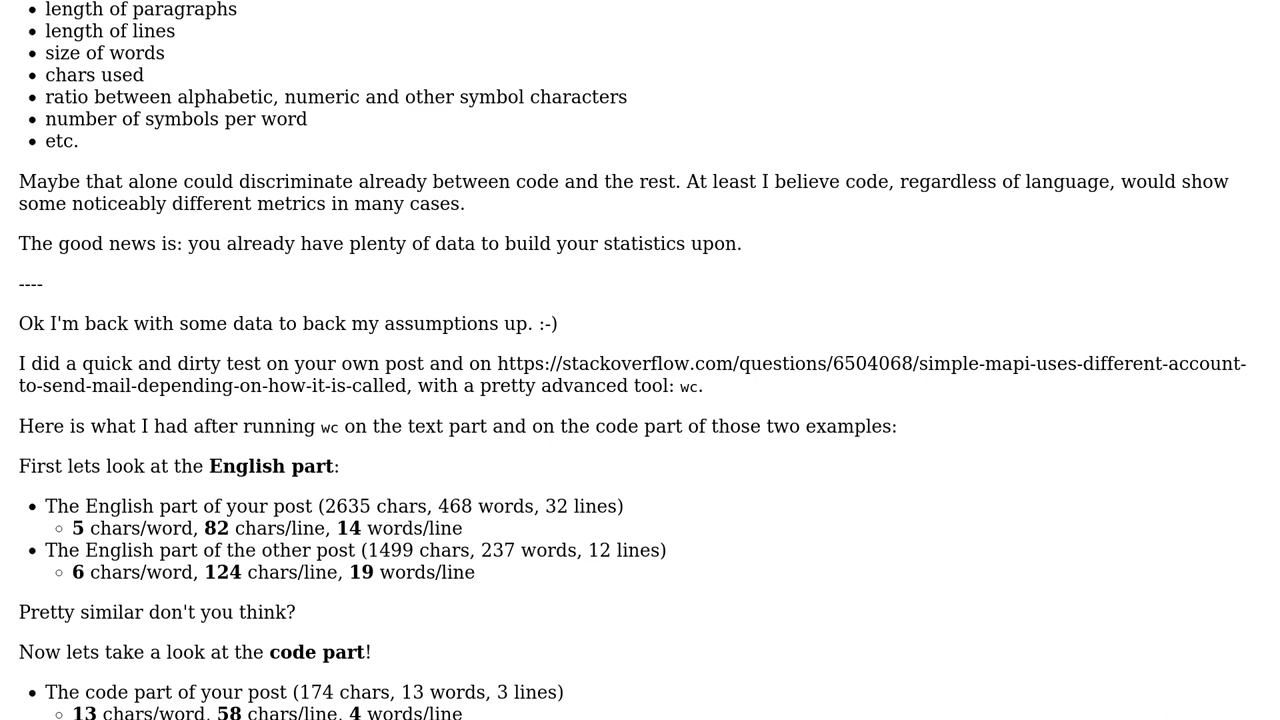 length of paragraphs
length of lines
size of words
chars used
ratio between alphabetic, numeric and other symbol characters
number of symbols per word
etc.
Maybe that alone could discriminate already between code and the rest. At least I believe code, regardless of language, would show
some noticeably different metrics in many cases.
The good news is: you already have plenty of data to build your statistics upon.
----
Ok I'm back with some data to back my assumptions up. :-)
I did a quick and dirty test on your own post and on https://stackoverflow.com/questions/6504068/simple-mapi-uses-different-account-
to-send-mail-depending-on-how-it-is-called, with a pretty advanced tool: wc.
Here is what I had after running wc on the text part and on the code part of those two examples:
First lets look at the English part:
The English part of your post (2635 chars, 468 words, 32 lines)
5 chars/word, 82 chars/line, 14 words/line
The English part of the other post (1499 chars, 237 words, 12 lines)
6 chars/word, 124 chars/line, 19 words/line
Pretty similar don't you think?
Now lets take a look at the code part!
The code part of your post (174 chars, 13 words, 3 lines)
13 chars/word, 58 chars/line, 4 words/line